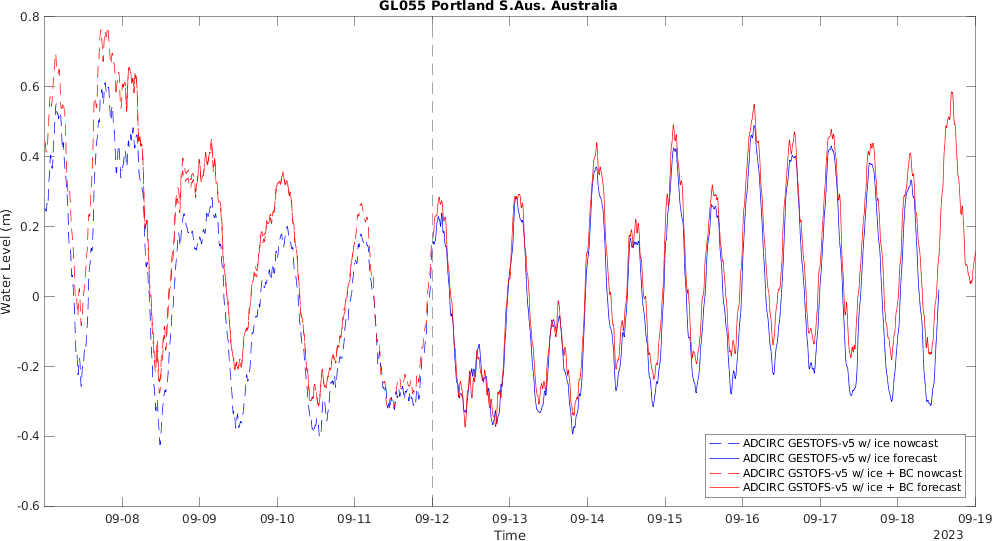 GL055 Portland S.Aus. Australia
Water Level (m)
0.8
0.6
0.4
0.2
0
-0.2
-0.4
-0.6
09-08 09-09 09-10 09-11 09-12 09-13 09-14 09-15 09-16 09-17 09-18 09-19
Time
2023
ADCIRC GESTOFS-v5 w/ ice nowcast
ADCIRC GESTOFS-v5 w/ ice forecast
ADCIRC GSTOFS-v5 w/ ice + BC nowcast
ADCIRC GSTOFS-v5 w/ ice + BC forecast